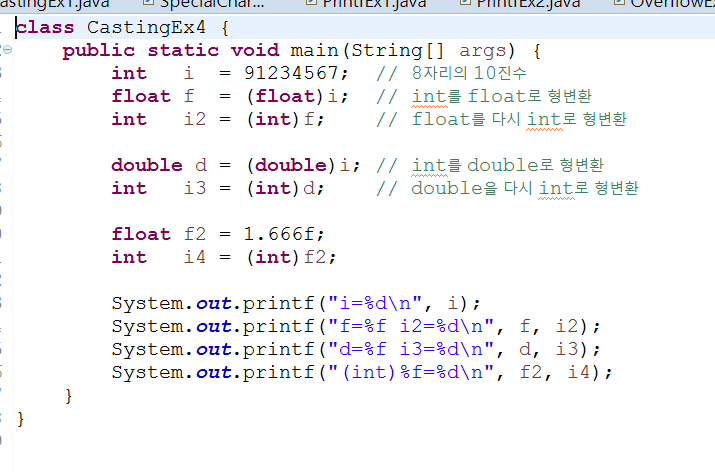 astingEx1.java SpecialChar... PrintfEx1.java PrintfEx2.java OverflowEx
class CastingEx4 {
public static void main(String[] args) {
int i = 91234567; // 8자리의 10진수
float f = (float)i; // int를 float로 형변환
int i2 = (int)f; // float를 다시 int로 형변환
double d = (double)i; // int를 double로 형변환
int i3 = (int)d; // double을 다시 int로 형변환
float f2 = 1.666f;
int i4 = (int)f2;
System.out.printf("i=%d\n", i);
System.out.printf("f=%f i2=%d\n", f, i2);
System.out.printf("d=%f i3=%d\n", d, i3);
System.out.printf("(int)%f=%d\n", f2, i4);
}
}